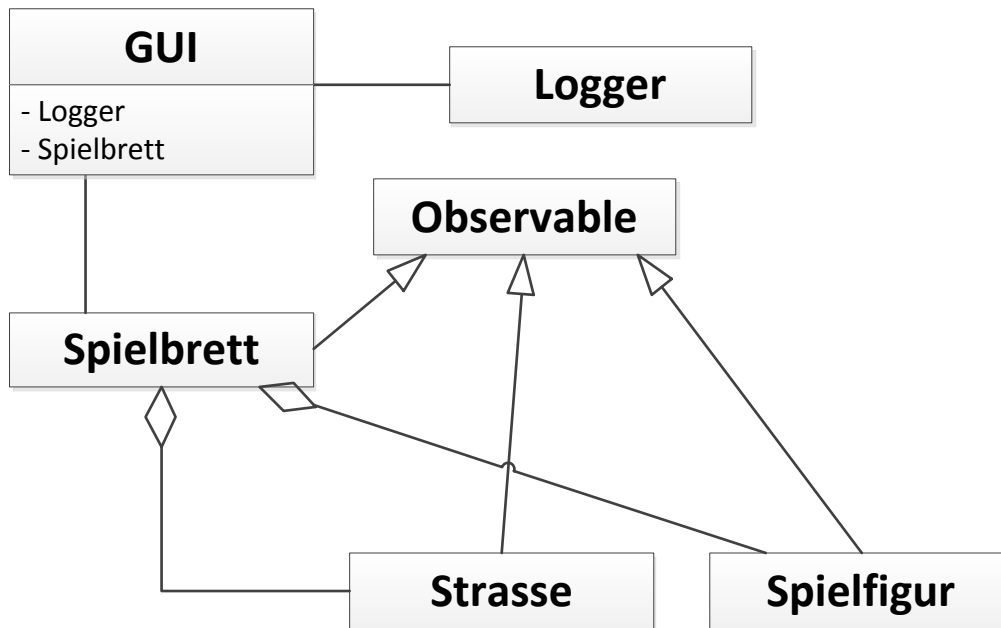 GUI
- Logger
- Spielbrett
Logger
Observable
Spielbrett
Strasse
Spielfigur